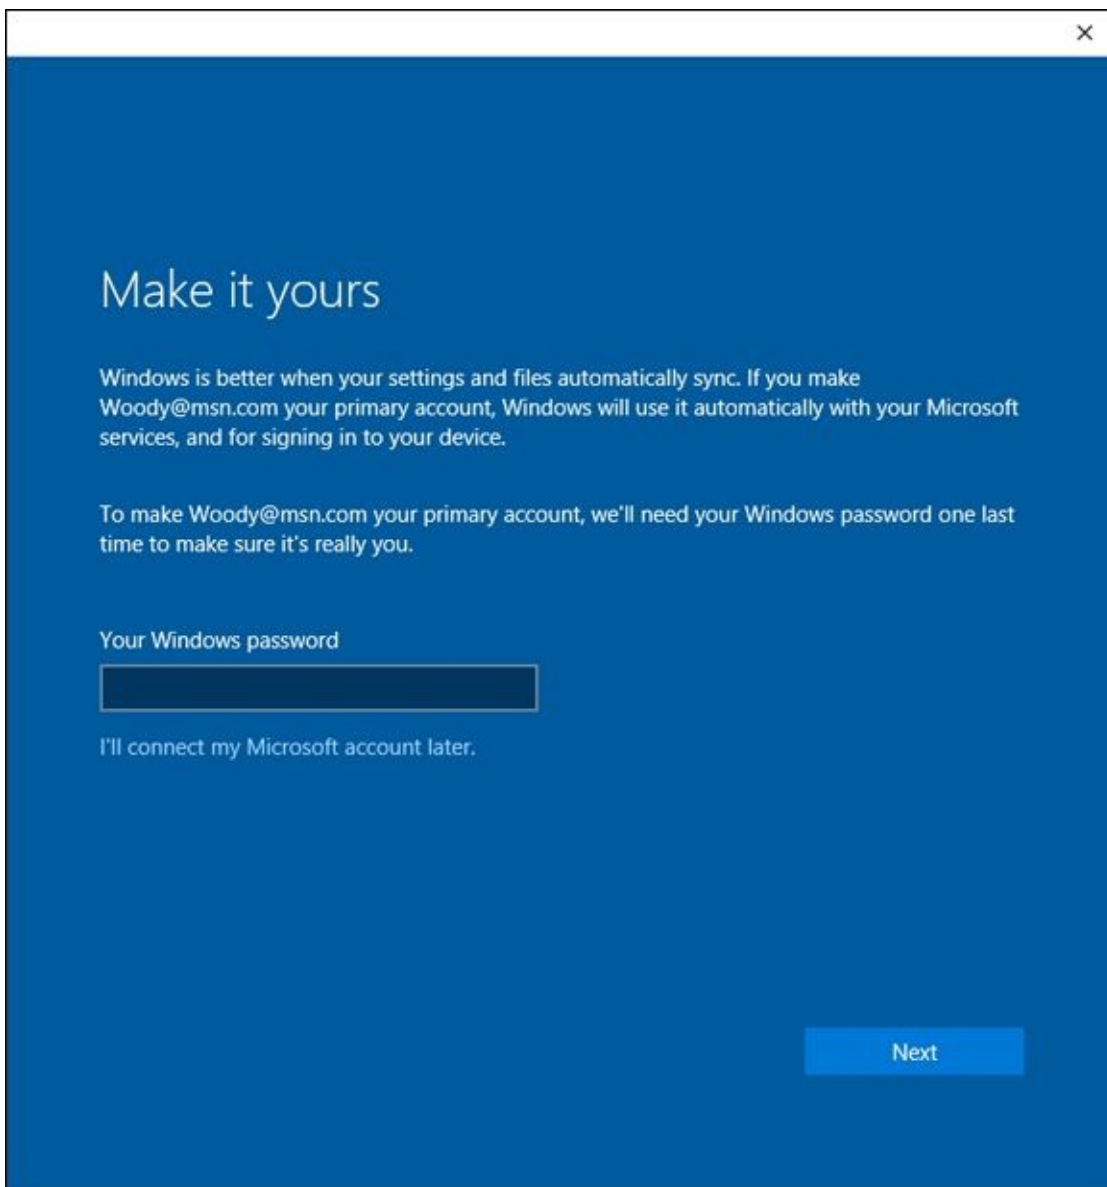 Make it yours
Windows is better when your settings and files automatically sync. If you make
Woody@msn.com your primary account, Windows will use it automatically with your Microsoft
services, and for signing in to your device.
To make Woody@msn.com your primary account, we'll need your Windows password one last
time to make sure it's really you.
Your Windows password
I'll connect my Microsoft account later.
Next